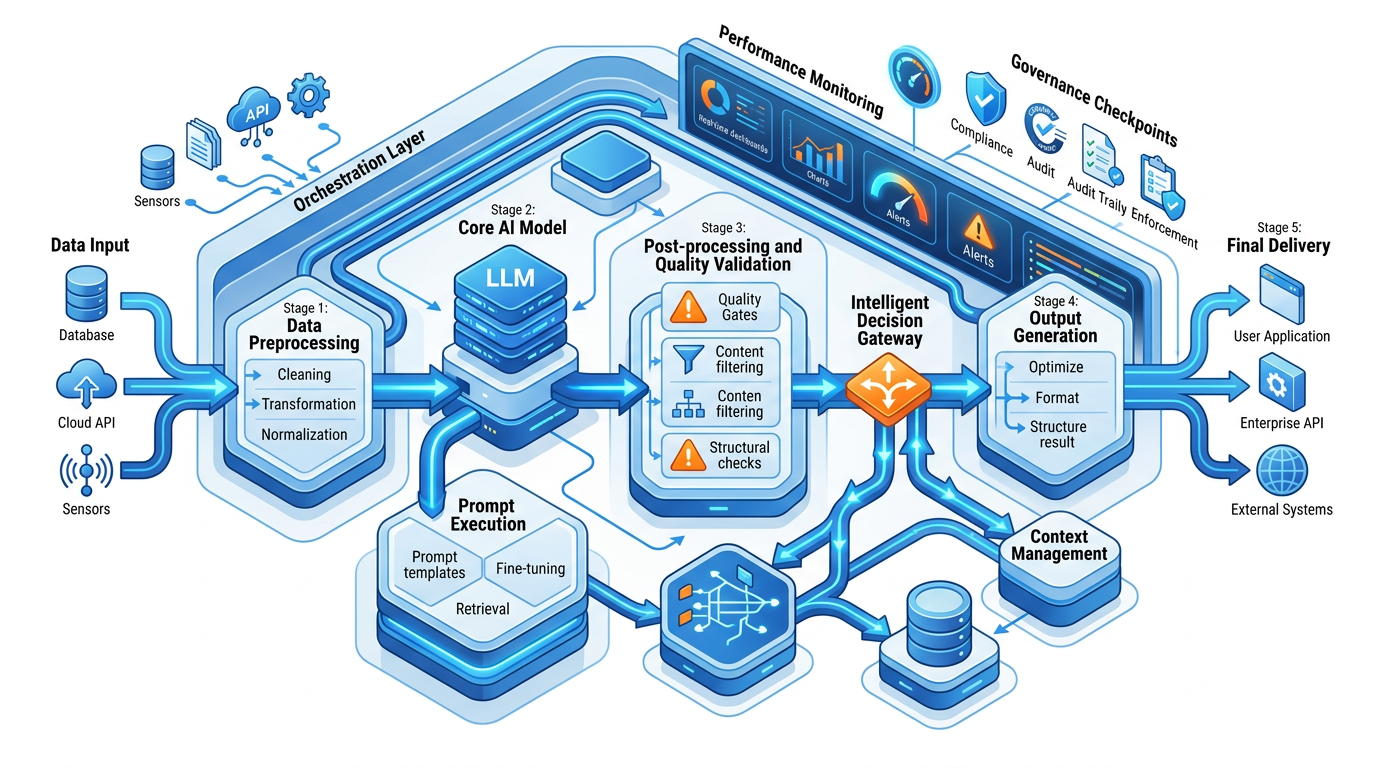 Performance Monitoring
Governance Checkpoints
API
Sensors
Orchestration Layer
Real-time dashboards
Charts
Alerts
Alerts
Compliance
Audit
Audit Traily Enforcement
Data Input
Database
Cloud API
Sensors
Stage 1:
Data
Preprocessing
Cleaning
Transformation
Normalization
Stage 2:
Core AI Model
LLM
Stage 3:
Post-processing and
Quality Validation
Quality
Gates
Content
filtering
Conten
filtering
Structural
checks
Intelligent
Decision
Gateway
Stage 4:
Output
Generation
Optimize
Format
Structure
result
Stage 5:
Final Delivery
User Application
Enterprise API
External Systems
Prompt
Execution
Prompt
templates
Fine-tuning
Retrieval
Context
Management